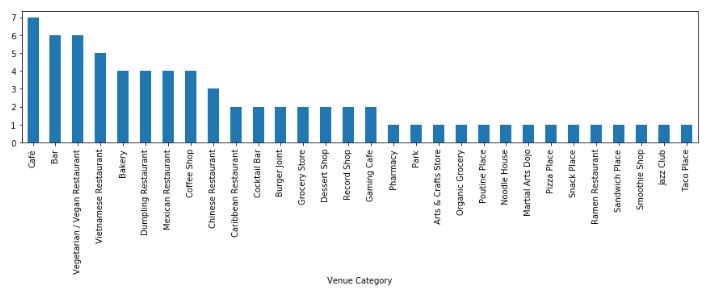 7
6
5
4
3
2
1
0
Café
Bar
Vegetarian / Vegan Restaurant
Vietnamese Restaurant
Bakery
Dumpling Restaurant
Mexican Restaurant
Coffee Shop
Chinese Restaurant
Caribbean Restaurant
Cocktail Bar
Burger Joint
Grocery Store
Dessert Shop
Record Shop
Gaming Cafe
Pharmacy
Park
Arts & Crafts Store
Organic Grocery
Poutine Place
Noodle House
Martial Arts Dojo
Pizza Place
Snack Place
Ramen Restaurant
Sandwich Place
Smoothie Shop
Jazz Club
Taco Place
Venue Category